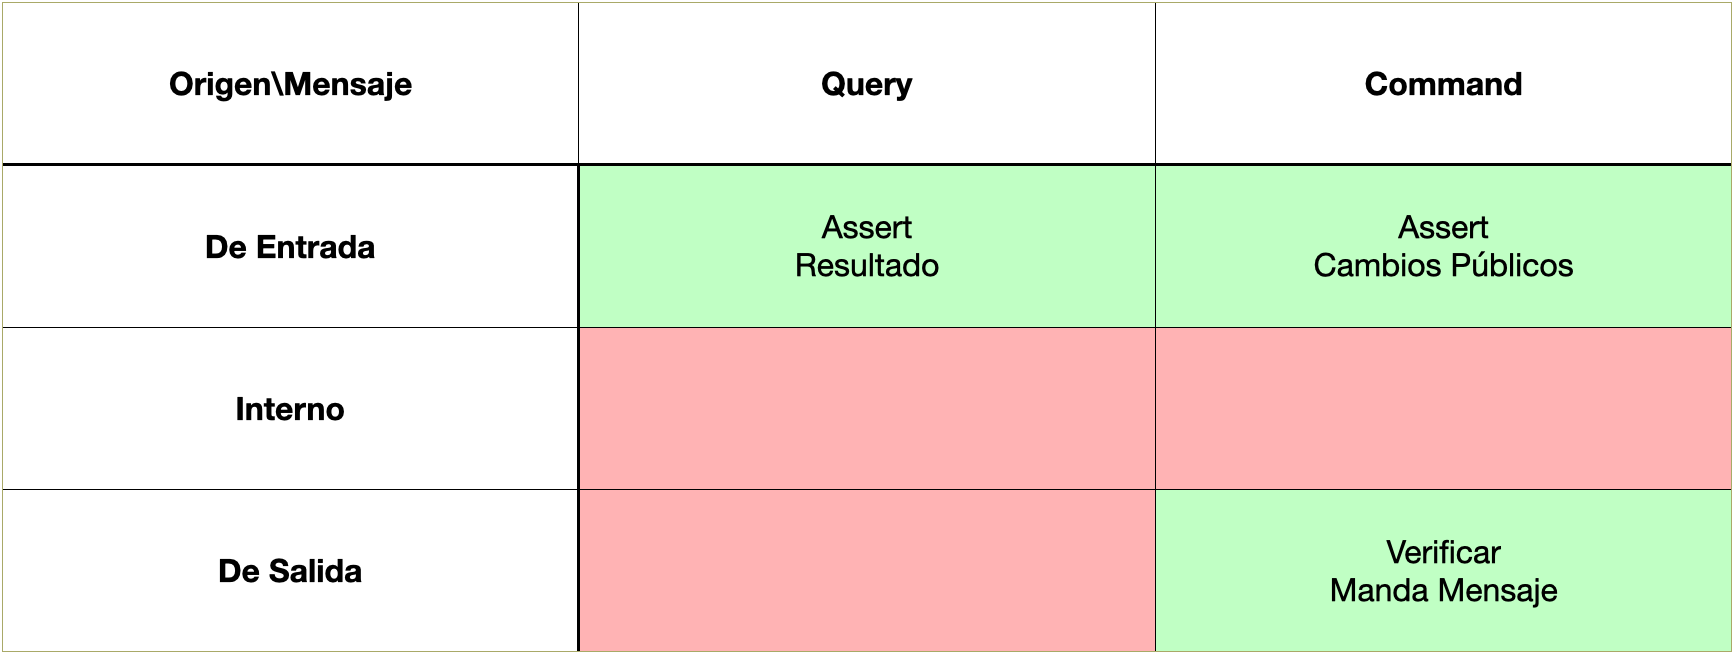 Origen\Mensaje
Query
Command
De Entrada
Assert
Resultado
Assert
Cambios Públicos
Interno
De Salida
Verificar
Manda Mensaje